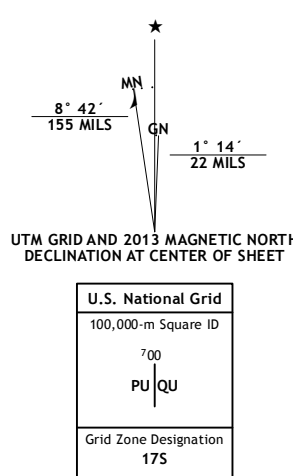 ★
MN
GN
8° 42´
155 MILS
1° 14´
22 MILS
UTM GRID AND 2013 MAGNETIC NORTH
DECLINATION AT CENTER OF SHEET
U.S. National Grid
100,000-m Square ID
⁷00
PU QU
Grid Zone Designation
17S